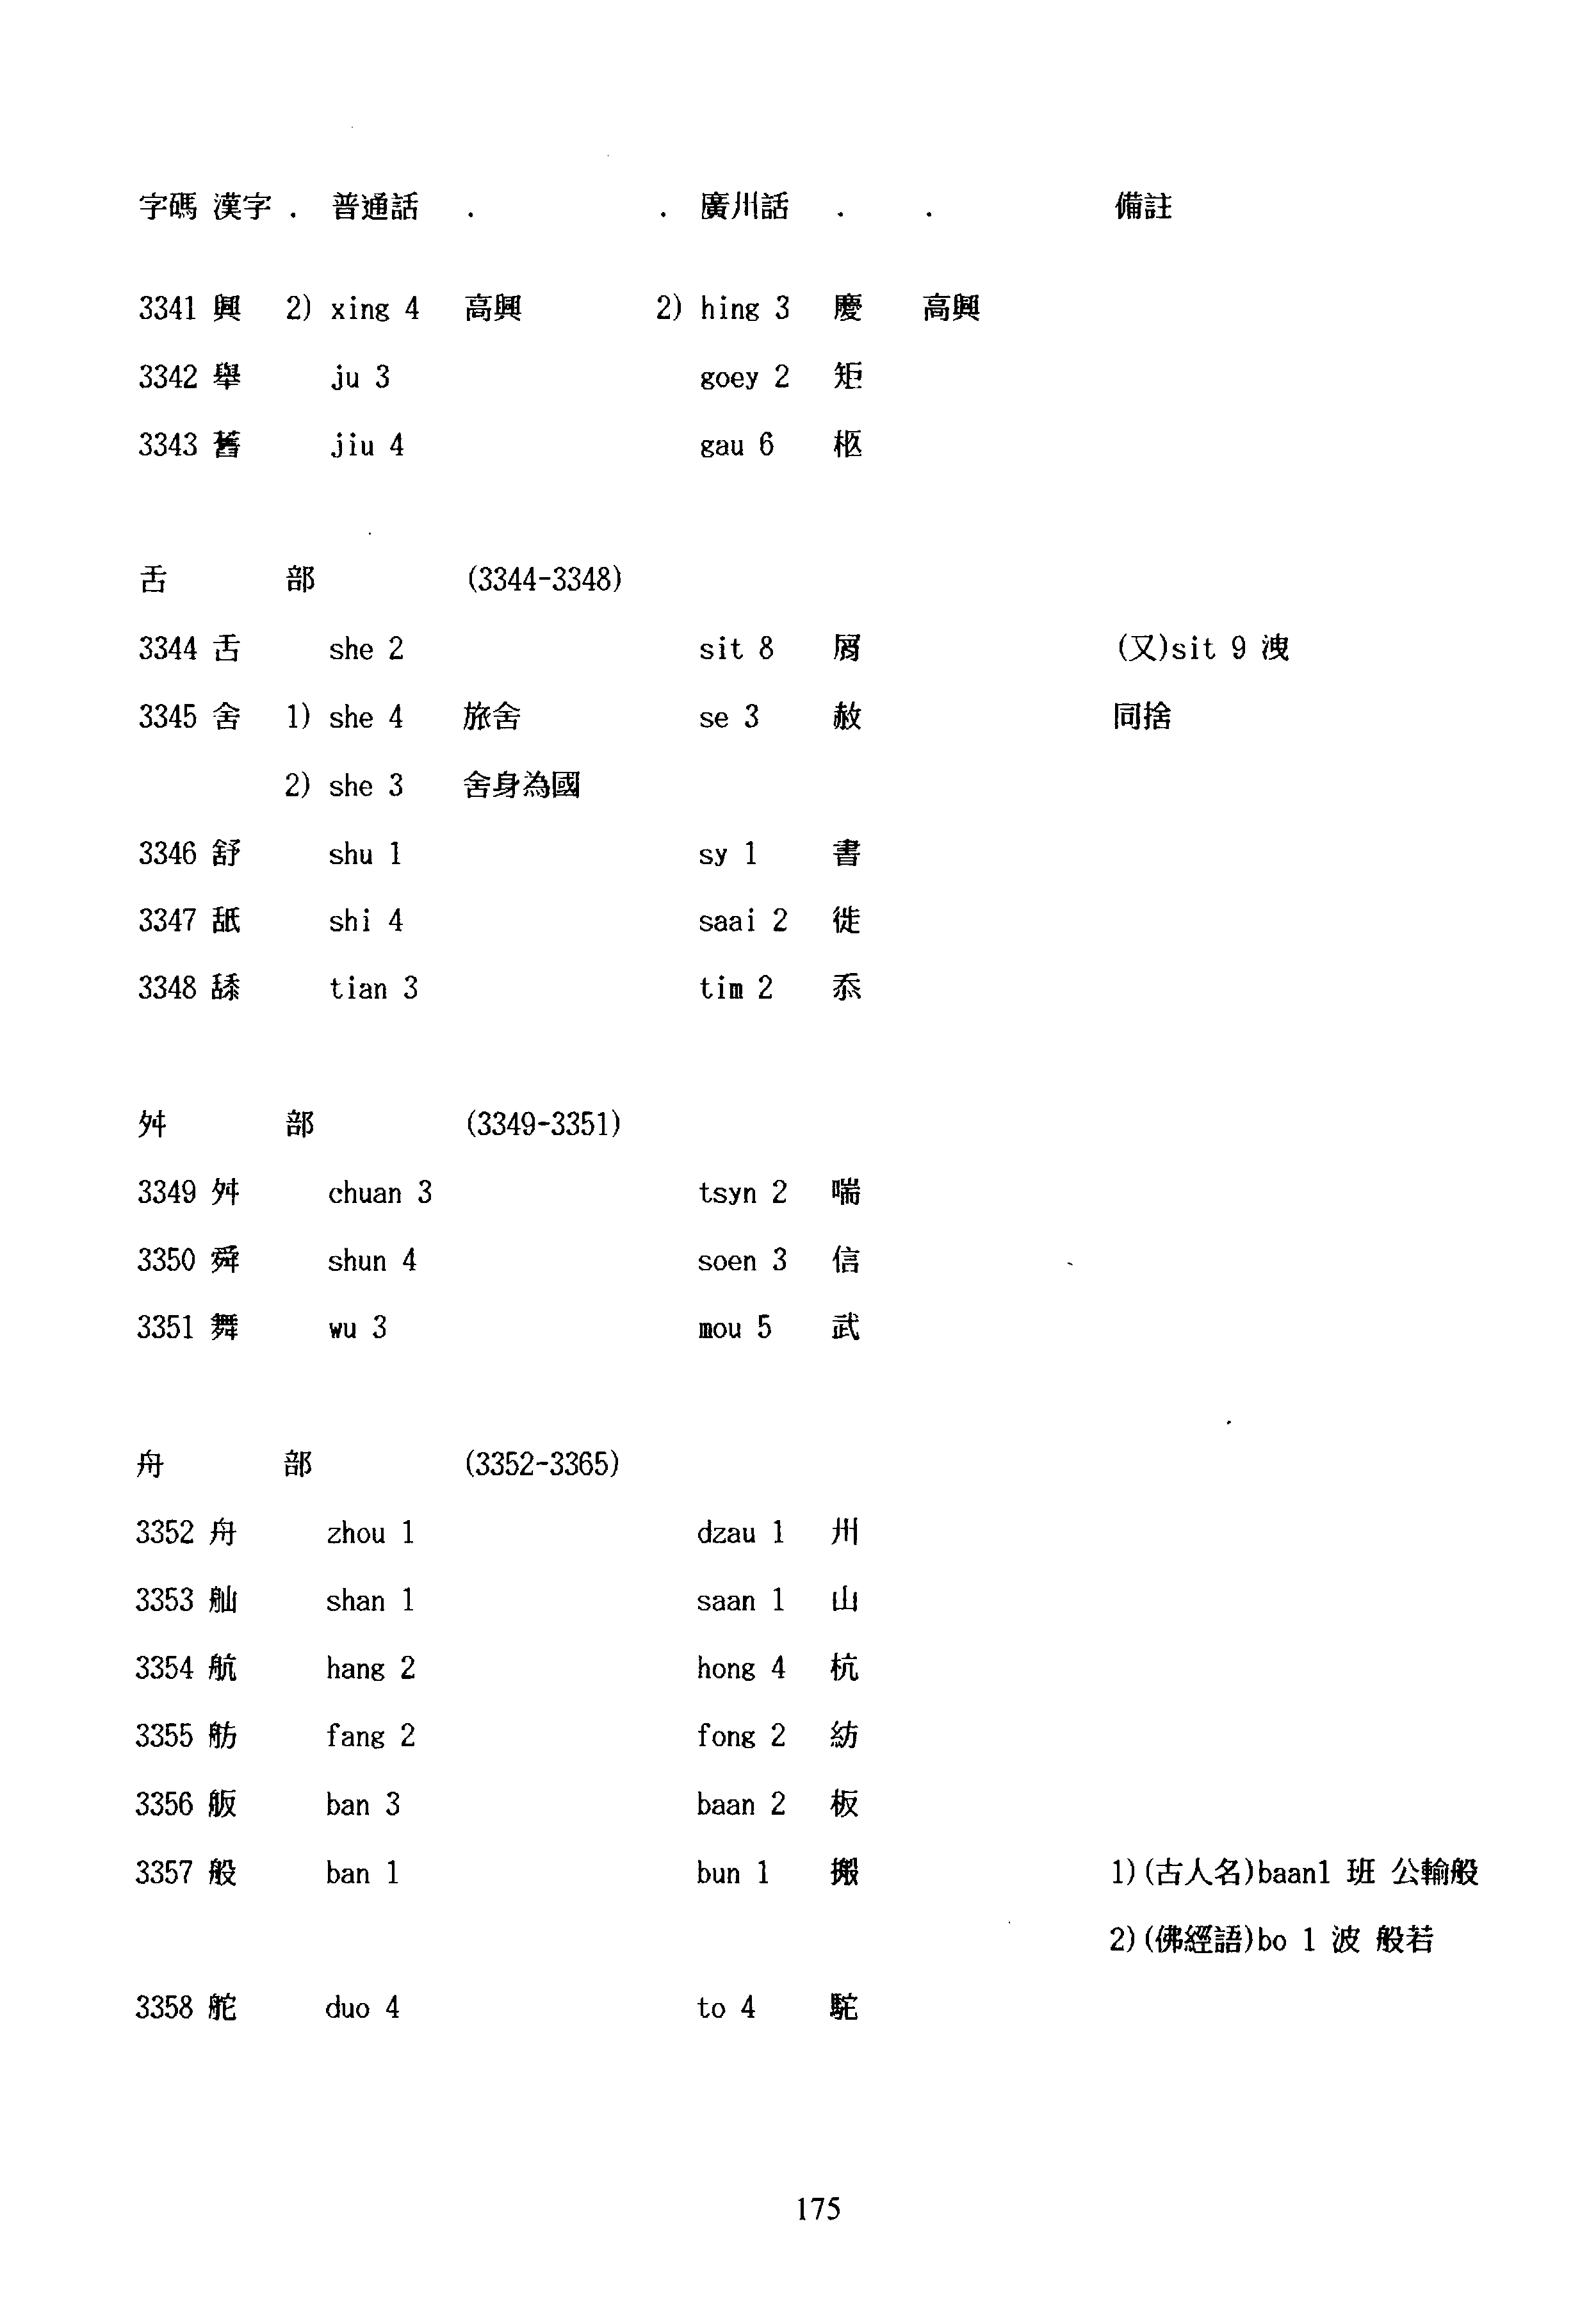 字碼 漢字 . 普通話 . . 廣州話 . . 備註
3341 興 2) xing 4 高興 2) hing 3 慶 高興
3342 舉 ju 3 goey 2 矩
3343 舊 jiu 4 gau 6 柩
舌 部 (3344-3348)
3344 舌 she 2 sit 8 屑 (又)sit 9 洩
3345 舍 1) she 4 旅舍 se 3 赦 同捨
2) she 3 舍身為國
3346 舒 shu 1 sy 1 書
3347 舐 shi 4 saai 2 徙
3348 舔 tian 3 tim 2 忝
舛 部 (3349-3351)
3349 舛 chuan 3 tsyn 2 喘
3350 舜 shun 4 soen 3 信
3351 舞 wu 3 mou 5 武
舟 部 (3352-3365)
3352 舟 zhou 1 dzau 1 州
3353 舢 shan 1 saan 1 山
3354 航 hang 2 hong 4 杭
3355 舫 fang 2 fong 2 紡
3356 舨 ban 3 baan 2 板
3357 般 ban 1 bun 1 搬 1)(古人名)baan1 班 公輸般
2)(佛經語)bo 1 波 般若
3358 舵 duo 4 to 4 駝
175